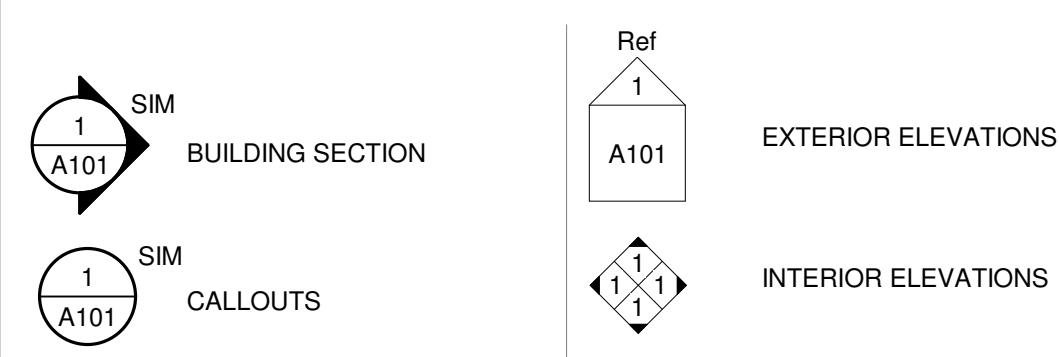 SIM
1
A101
BUILDING SECTION
SIM
1
A101
CALLOUTS
Ref
1
A101
EXTERIOR ELEVATIONS
1
1 1
1
INTERIOR ELEVATIONS